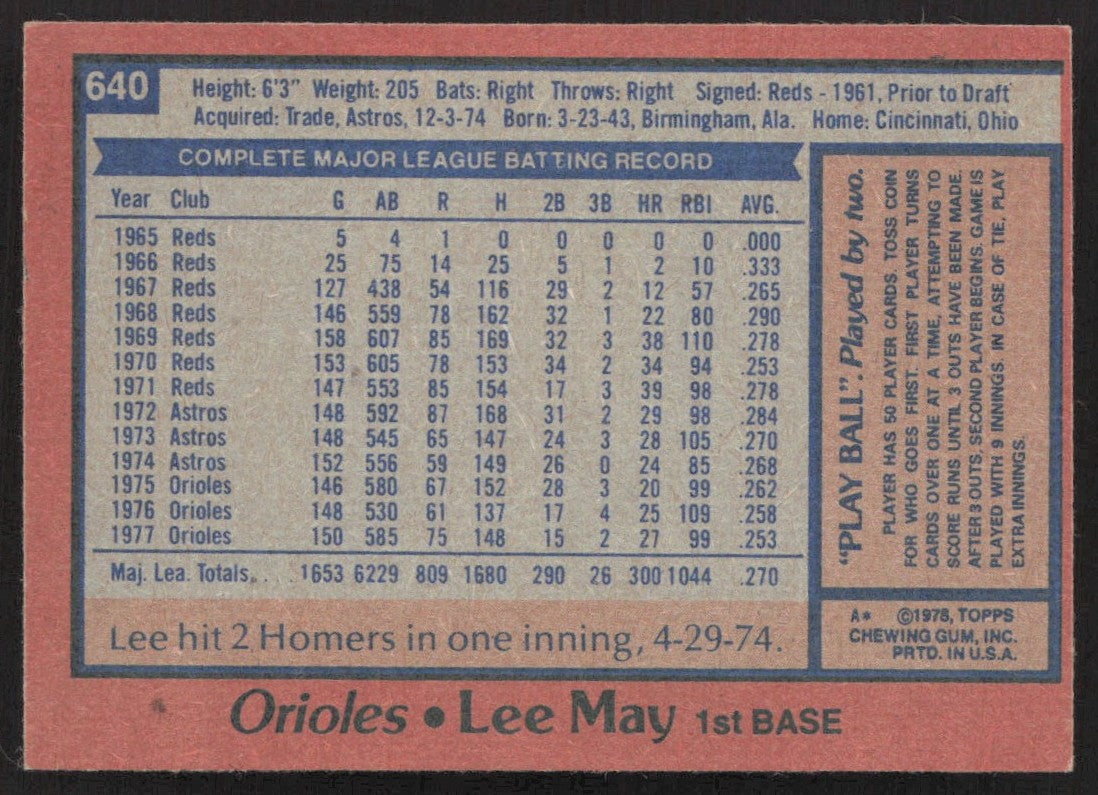 640
Height: 6'3" Weight: 205 Bats: Right Throws: Right Signed: Reds - 1961, Prior to Draft
Acquired: Trade, Astros, 12-3-74 Born: 3-23-43, Birmingham, Ala. Home: Cincinnati, Ohio
COMPLETE MAJOR LEAGUE BATTING RECORD
Year Club G AB R H 2B 3B HR RBI AVG.
1965 Reds 5 4 1 0 0 0 0 0 .000
1966 Reds 25 75 14 25 5 1 2 10 .333
1967 Reds 127 438 54 116 29 2 12 57 .265
1968 Reds 146 559 78 162 32 1 22 80 .290
1969 Reds 158 607 85 169 32 3 38 110 .278
1970 Reds 153 605 78 153 34 2 34 94 .253
1971 Reds 147 553 85 154 17 3 39 98 .278
1972 Astros 148 592 87 168 31 2 29 98 .284
1973 Astros 148 545 65 147 24 3 28 105 .270
1974 Astros 152 556 59 149 26 0 24 85 .268
1975 Orioles 146 580 67 152 28 3 20 99 .262
1976 Orioles 148 530 61 137 17 4 25 109 .258
1977 Orioles 150 585 75 148 15 2 27 99 .253
Maj. Lea. Totals. . . . 1653 6229 809 1680 290 26 300 1044 .270
Lee hit 2 Homers in one inning, 4-29-74.
"PLAY BALL". Played by two.
PLAYER HAS 50 PLAYER CARDS. TOSS COIN
FOR WHO GOES FIRST. FIRST PLAYER TURNS
CARDS OVER ONE AT A TIME, ATTEMPTING TO
SCORE RUNS UNTIL 3 OUTS HAVE BEEN MADE.
AFTER 3 OUTS, SECOND PLAYER BEGINS. GAME IS
PLAYED WITH 9 INNINGS. IN CASE OF TIE, PLAY
EXTRA INNINGS.
A* ©1978, TOPPS
CHEWING GUM, INC.
PRTD. IN U.S.A.
Orioles • Lee May 1st BASE